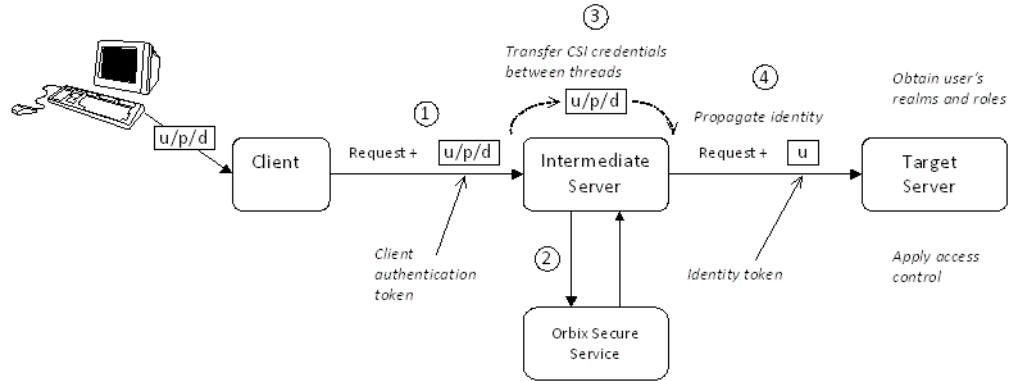 3
Transfer CSI credentials
between threads
u/p/d
4
Propagate identity
Obtain user's
realms and roles
u/p/d
1
Request + u/p/d
Client
Intermediate
Server
Request + u
Target
Server
2
Client
authentication
token
Identity token
Apply access
control
Orbix Secure
Service